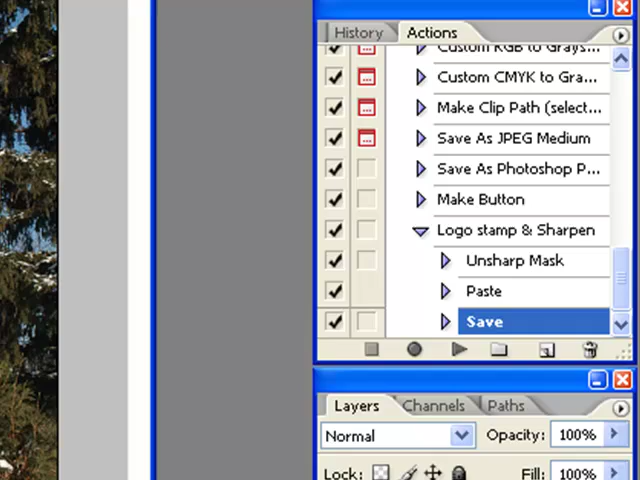 History Actions
Custom RGB to Grays...
Custom CMYK to Gra...
Make Clip Path (select...
Save As JPEG Medium
Save As Photoshop P...
Make Button
Logo stamp & Sharpen
Unsharp Mask
Paste
Save
Layers Channels Paths
Normal Opacity: 100%
Lock: Fill: 100%